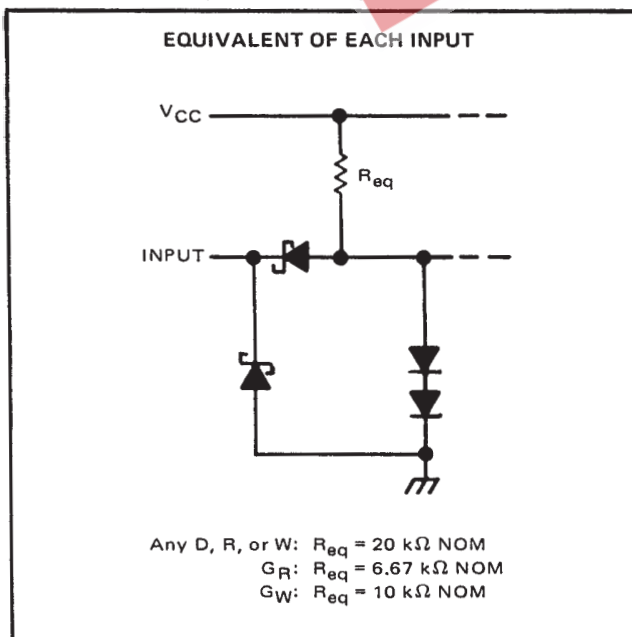 EQUIVALENT OF EACH INPUT
VCC
Req
INPUT
Any D, R, or W: Req = 20 kΩ NOM
GR: Req = 6.67 kΩ NOM
GW: Req = 10 kΩ NOM